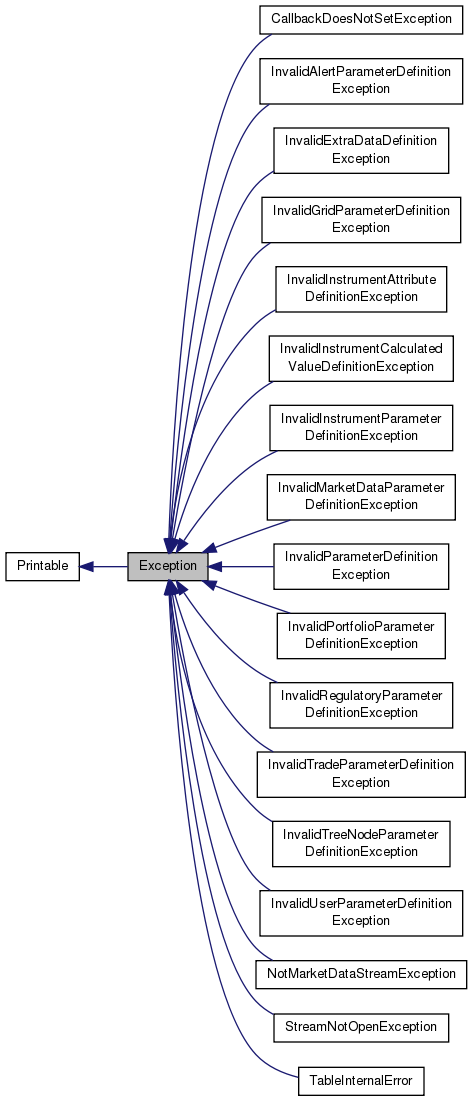 CallbackDoesNotSetException
InvalidAlertParameterDefinition
Exception
InvalidExtraDataDefinition
Exception
InvalidGridParameterDefinition
Exception
InvalidInstrumentAttribute
DefinitionException
InvalidInstrumentCalculated
ValueDefinitionException
InvalidInstrumentParameter
DefinitionException
InvalidMarketDataParameter
DefinitionException
Printable
Exception
InvalidParameterDefinition
Exception
InvalidPortfolioParameter
DefinitionException
InvalidRegulatoryParameter
DefinitionException
InvalidTradeParameterDefinition
Exception
InvalidTreeNodeParameter
DefinitionException
InvalidUserParameterDefinition
Exception
NotMarketDataStreamException
StreamNotOpenException
TableInternalError